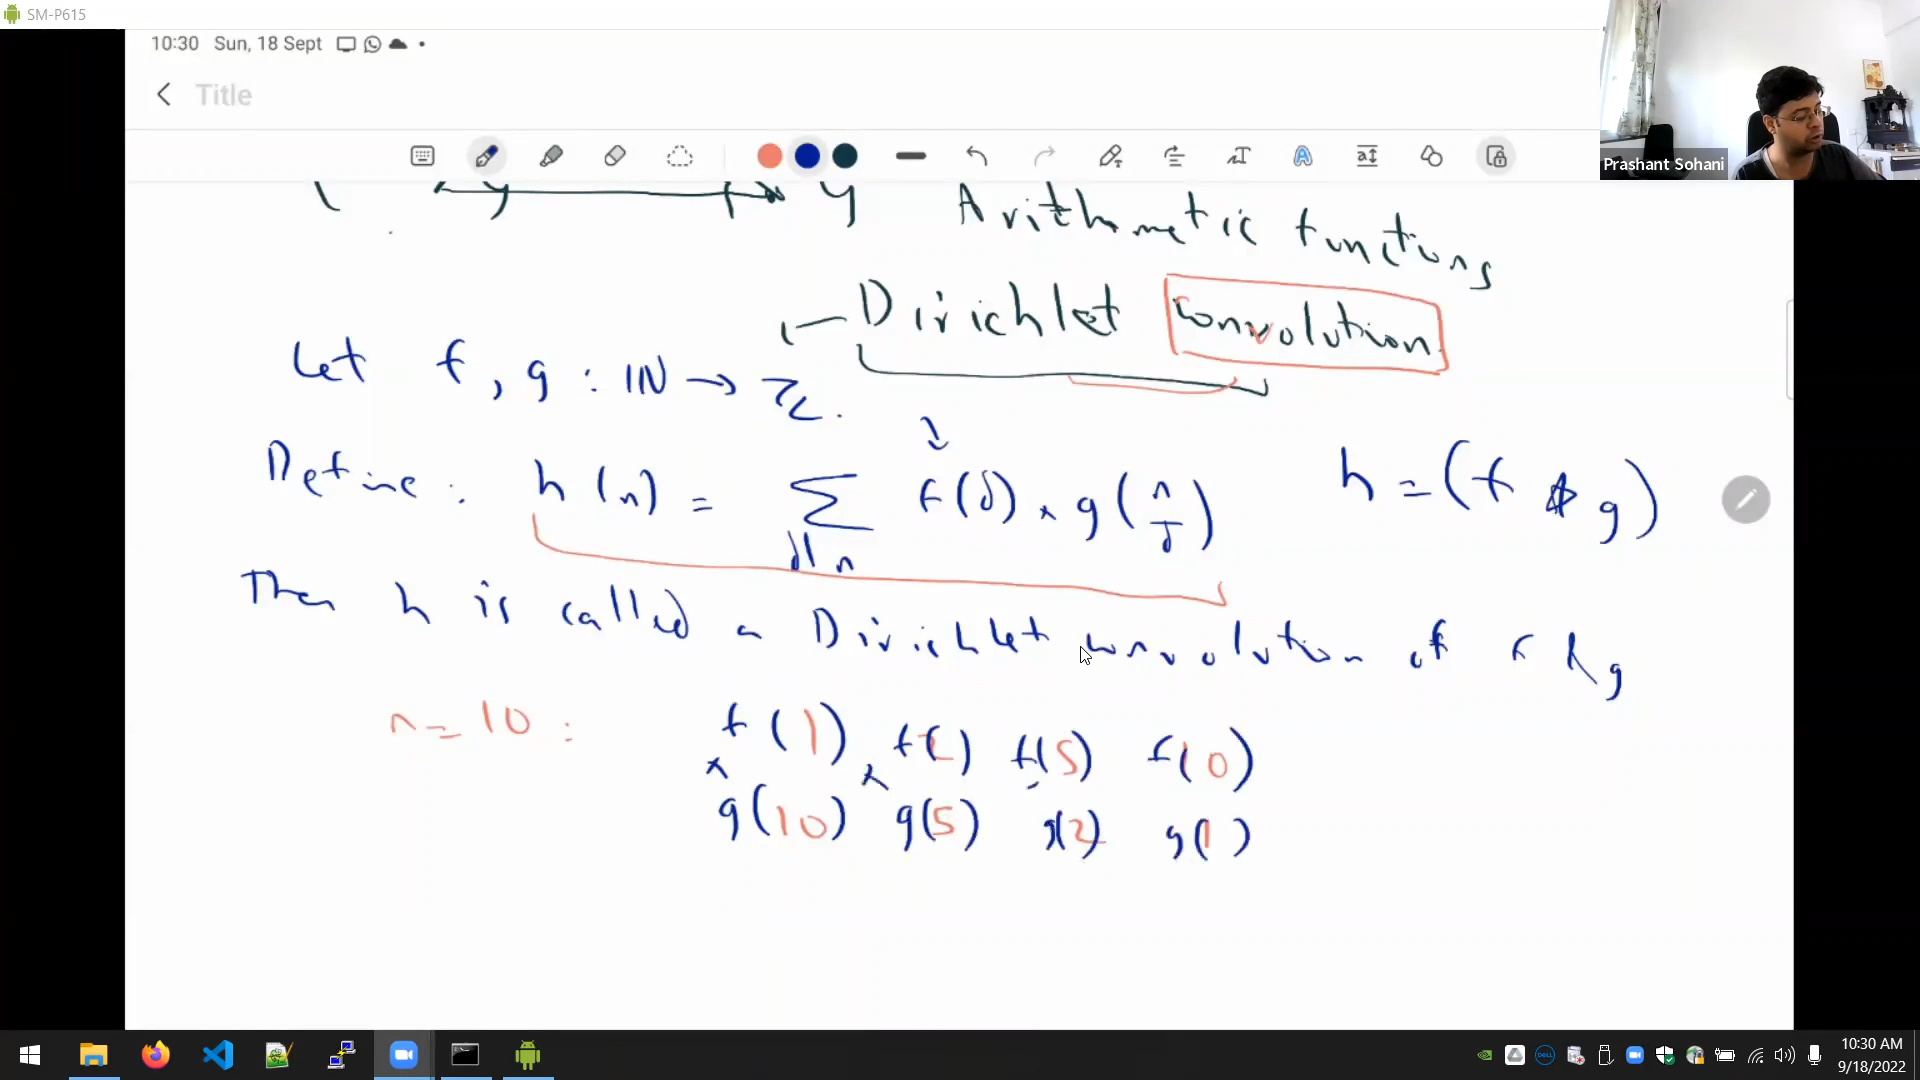 SM-P615
10:30 Sun, 18 Sept
Title
Prashant Sohani
Arithmetic functions
Dirichlet convolution
Let f, g : ℕ → ℤ.
Define : h(n) = Σ f(d) × g(n/d) h = (f * g)
d|n
Then h is called a Dirichlet convolution of f & g
n = 10 : f(1) f(2) f(5) f(10)
× ×
g(10) g(5) g(2) g(1)
10:30 AM
9/18/2022